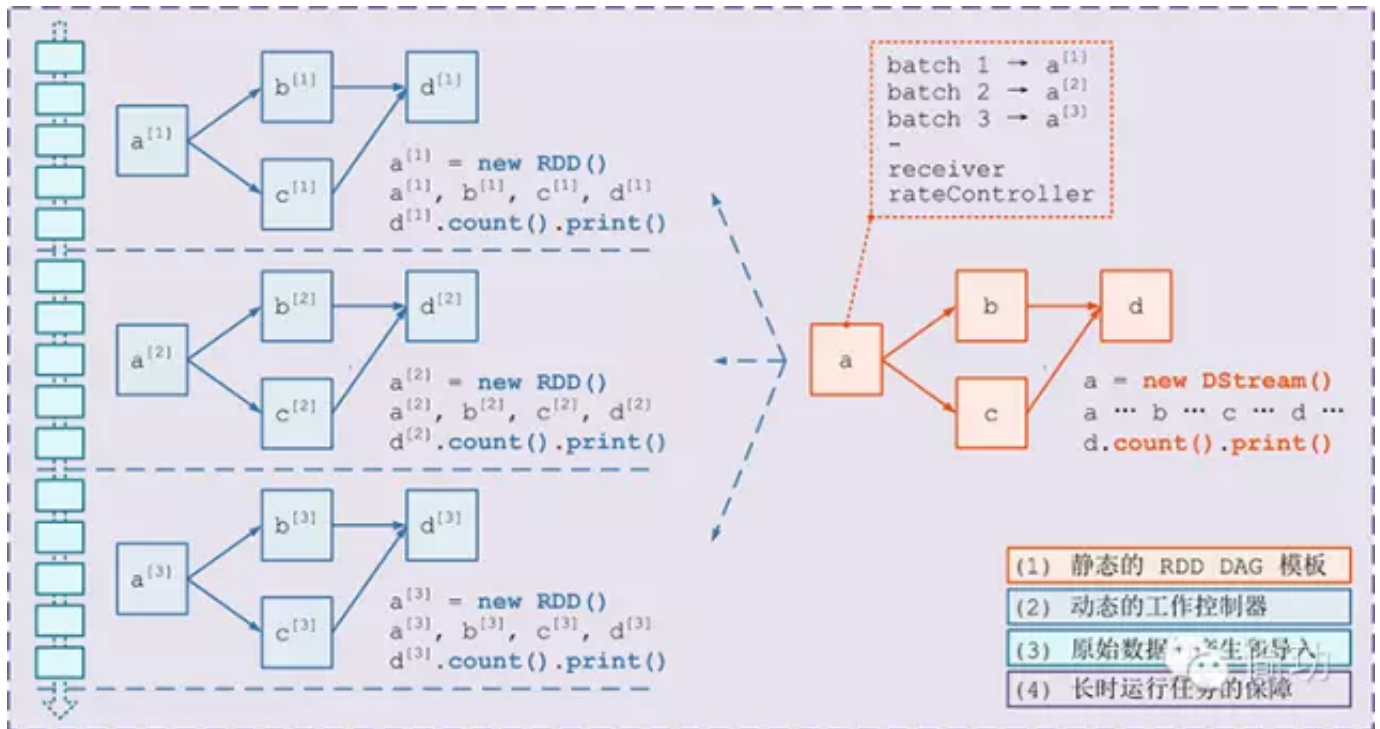 a[1]
b[1]
c[1]
d[1]
a[1] = new RDD()
a[1], b[1], c[1], d[1]
d[1].count().print()
a[2]
b[2]
c[2]
d[2]
a[2] = new RDD()
a[2], b[2], c[2], d[2]
d[2].count().print()
a[3]
b[3]
c[3]
d[3]
a[3] = new RDD()
a[3], b[3], c[3], d[3]
d[3].count().print()
batch 1 → a[1]
batch 2 → a[2]
batch 3 → a[3]
-
receiver
rateController
a
b
c
d
a = new DStream()
a … b … c … d …
d.count().print()
(1) 静态的 RDD DAG 模板
(2) 动态的工作控制器
(3) 原始数据 产生 导入
(4) 长时运行任务的保障